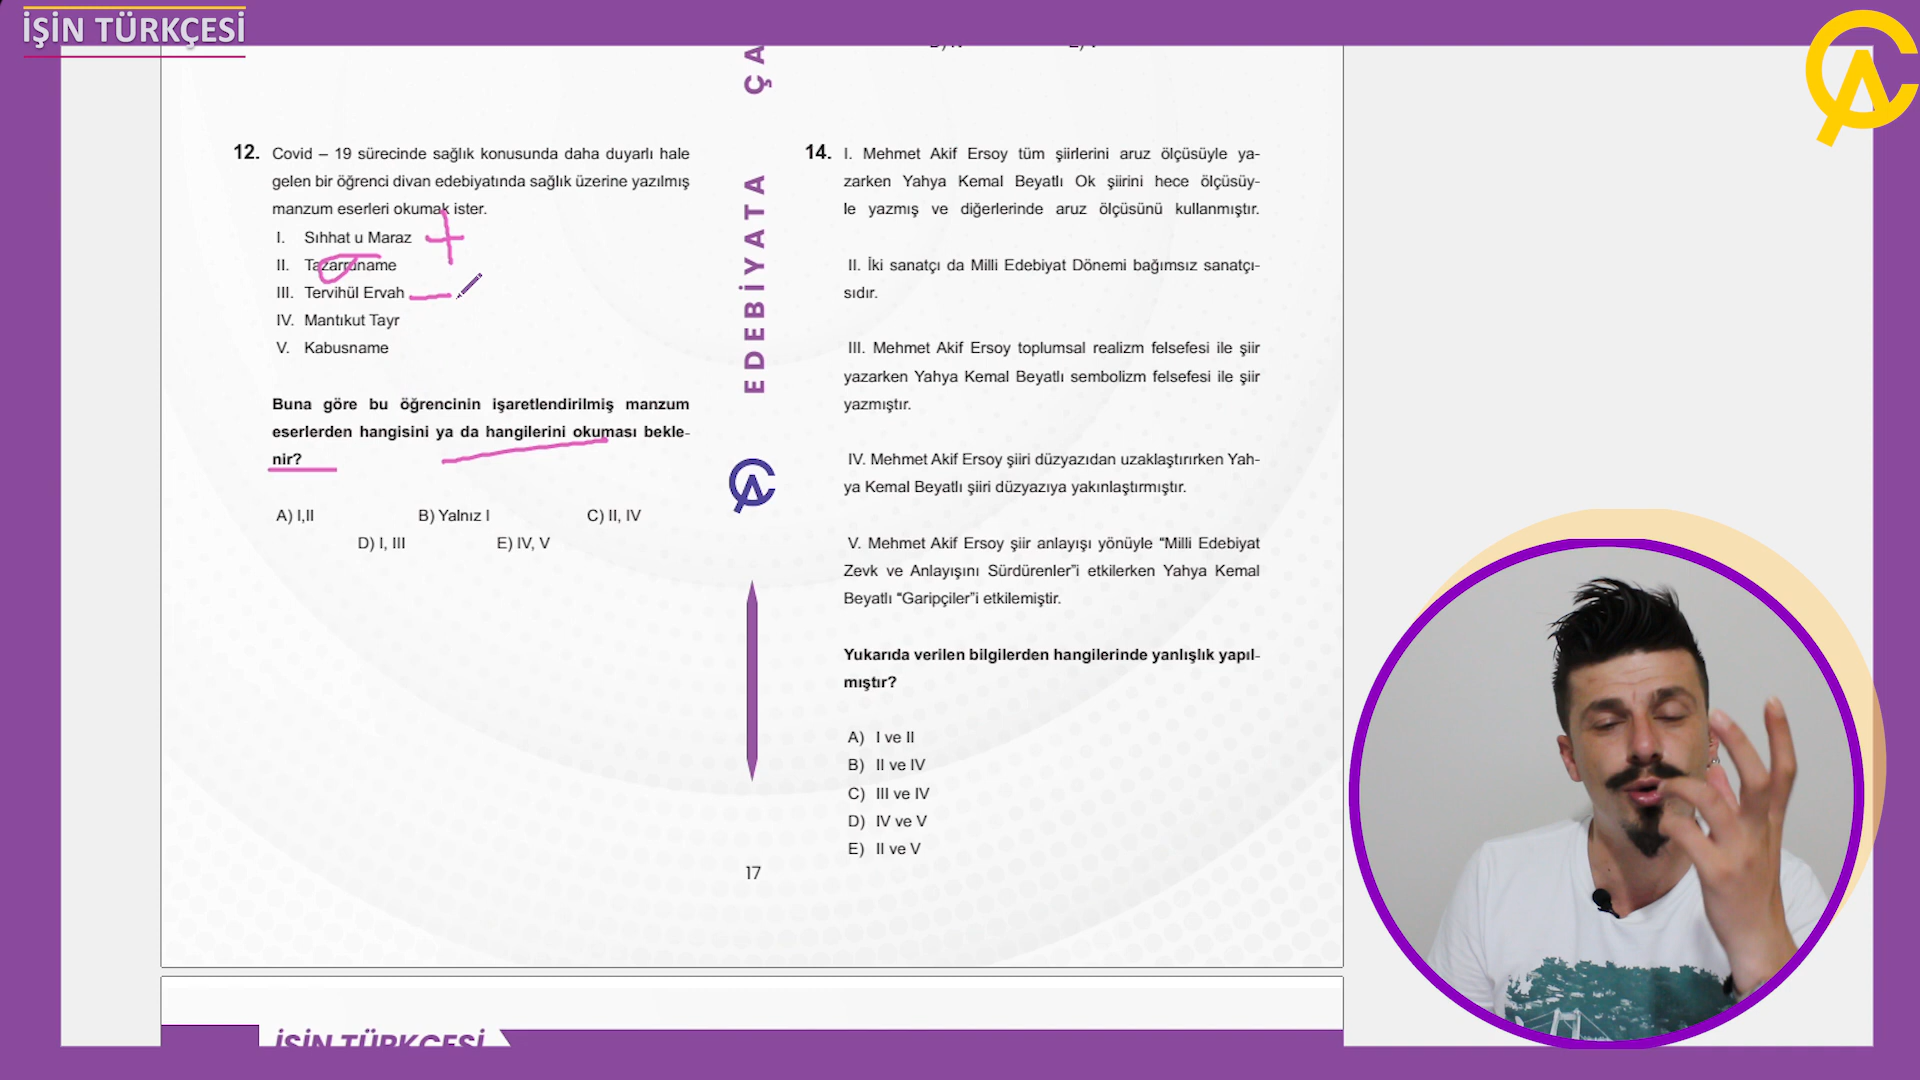 İŞİN TÜRKÇESİ
EDEBİYATA ÇA
12. Covid – 19 sürecinde sağlık konusunda daha duyarlı hale
gelen bir öğrenci divan edebiyatında sağlık üzerine yazılmış
manzum eserleri okumak ister.
I. Sıhhat u Maraz
II. Tazarruname
III. Tervihül Ervah
IV. Mantıkut Tayr
V. Kabusname
Buna göre bu öğrencinin işaretlendirilmiş manzum
eserlerden hangisini ya da hangilerini okuması bekle-
nir?
A) I,II B) Yalnız I C) II, IV
D) I, III E) IV, V
14. I. Mehmet Akif Ersoy tüm şiirlerini aruz ölçüsüyle ya-
zarken Yahya Kemal Beyatlı Ok şiirini hece ölçüsüy-
le yazmış ve diğerlerinde aruz ölçüsünü kullanmıştır.
II. İki sanatçı da Milli Edebiyat Dönemi bağımsız sanatçı-
sıdır.
III. Mehmet Akif Ersoy toplumsal realizm felsefesi ile şiir
yazarken Yahya Kemal Beyatlı sembolizm felsefesi ile şiir
yazmıştır.
IV. Mehmet Akif Ersoy şiiri düzyazıdan uzaklaştırırken Yah-
ya Kemal Beyatlı şiiri düzyazıya yakınlaştırmıştır.
V. Mehmet Akif Ersoy şiir anlayışı yönüyle “Milli Edebiyat
Zevk ve Anlayışını Sürdürenler”i etkilerken Yahya Kemal
Beyatlı “Garipçiler”i etkilemiştir.
Yukarıda verilen bilgilerden hangilerinde yanlışlık yapıl-
mıştır?
A) I ve II
B) II ve IV
C) III ve IV
D) IV ve V
E) II ve V
17
İŞİN TÜRKÇESİ